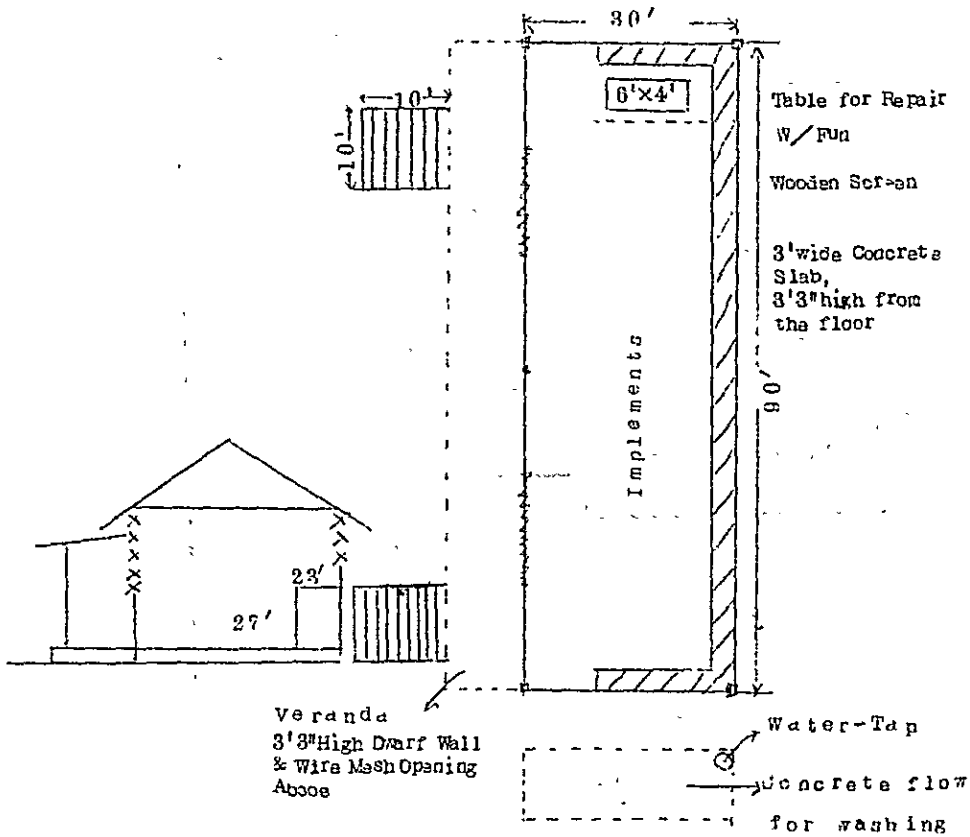 30'
10'
10'
6'×4'
Table for Repair
W/Fun
Wooden Screan
3'wide Concrete
Slab,
3'3"high from
the floor
90'
Implements
23'
27'
Veranda
3'3"High Dwarf Wall
& Wire Mesh Opening
Abooe
Water-Tap
Concrete flow
for washing